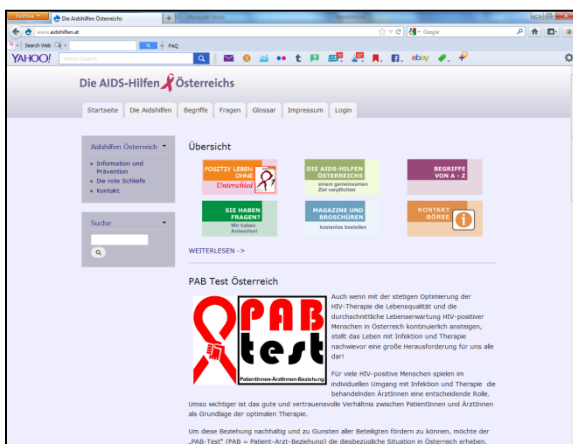 Firefox
Die Aidshilfen Österreichs
www.aidshilfen.at
Google
Search Web
FAQ
YAHOO!
ebay
Die AIDS-Hilfen Österreichs
Startseite Die Aidshilfen Begriffe Fragen Glossar Impressum Login
Aidshilfen Österreich
Information und
Prävention
Die rote Schleife
Kontakt
Suche
Übersicht
POSITIV LEBEN
OHNE
Unterschied
DIE AIDS-HILFEN
ÖSTERREICHS
einem gemeinsamen
Ziel verpflichtet
BEGRIFFE
VON A - Z
SIE HABEN
FRAGEN?
Wir haben
Antworten!
MAGAZINE UND
BROSCHÜREN
kostenlos bestellen
KONTAKT
BÖRSE
WEITERLESEN ->
PAB Test Österreich
PAB
test
PatientInnen-ÄrztInnen-Beziehung
Auch wenn mit der stetigen Optimierung der
HIV-Therapie die Lebensqualität und die
durchschnittliche Lebenserwartung HIV-positiver
Menschen in Österreich kontinuierlich ansteigen,
stellt das Leben mit Infektion und Therapie
nachwievor eine große Herausforderung für uns alle
dar!
Für viele HIV-positive Menschen spielen im
individuellen Umgang mit Infektion und Therapie die
behandelnden ÄrztInnen eine entscheidende Rolle.
Umso wichtiger ist das gute und vertrauensvolle Verhältnis zwischen PatientInnen und ÄrztInnen
als Grundlage der optimalen Therapie.
Um diese Beziehung nachhaltig und zu Gunsten aller Beteiligten fördern zu können, möchte der
„PAB-Test" (PAB = Patient-Arzt-Beziehung) die diesbezügliche Situation in Österreich erheben.